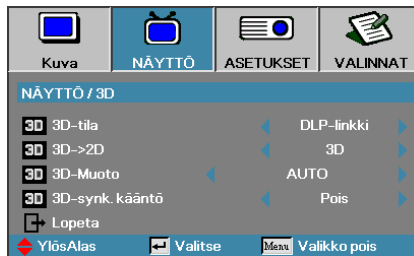 Kuva NÄYTTÖ ASETUKSET VALINNAT
NÄYTTÖ / 3D
3D 3D-tila DLP-linkki
3D 3D->2D 3D
3D 3D-Muoto AUTO
3D 3D-synk. kääntö Pois
Lopeta
YlösAlas Valitse Menu Valikko pois